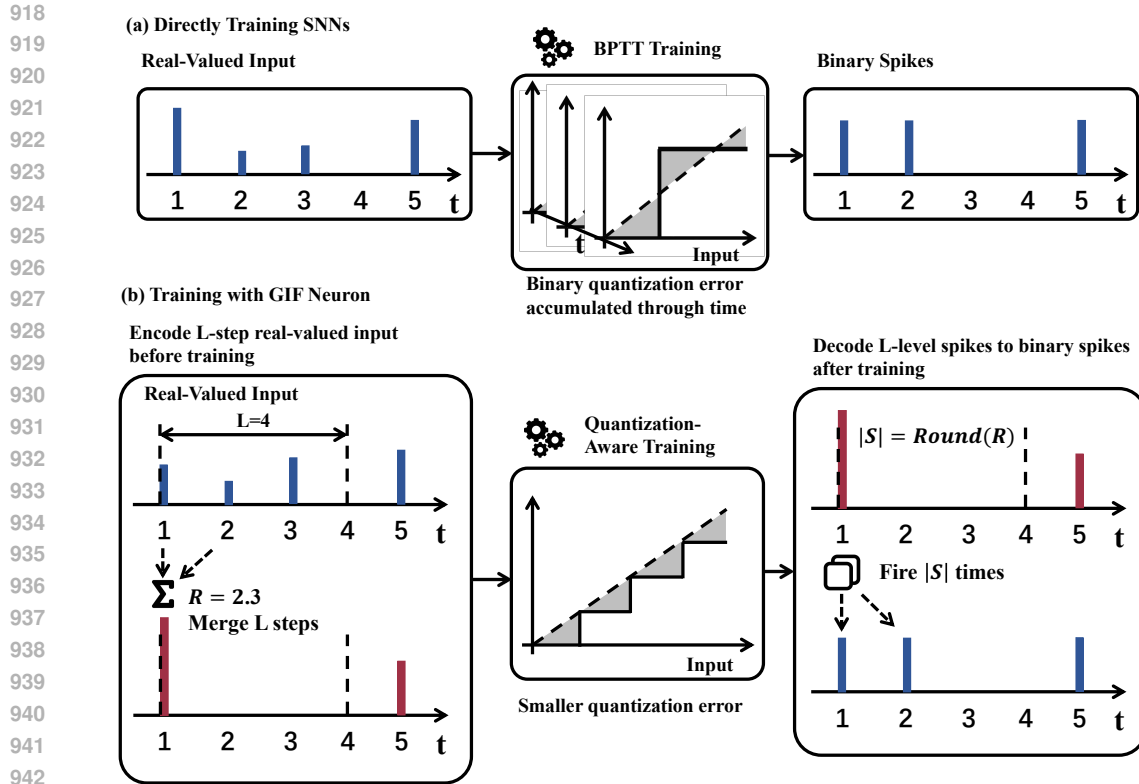 918
919
920
921
922
923
924
925
926
927
928
929
930
931
932
933
934
935
936
937
938
939
940
941
942
(a) Directly Training SNNs
Real-Valued Input
1 2 3 4 5 t
BPTT Training
t
Input
Binary quantization error
accumulated through time
Binary Spikes
1 2 3 4 5 t
(b) Training with GIF Neuron
Encode L-step real-valued input
before training
Real-Valued Input
L=4
1 2 3 4 5 t
Σ R = 2.3
Merge L steps
1 2 3 4 5 t
Quantization-
Aware Training
Input
Smaller quantization error
Decode L-level spikes to binary spikes
after training
|S| = Round(R)
1 2 3 4 5 t
Fire |S| times
1 2 3 4 5 t